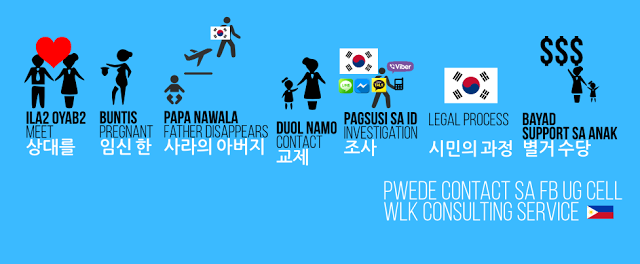 $$$
Viber
ILA2 OYAB2
MEET
상대를
BUNTIS
PREGNANT
임신 한
PAPA NAWALA
FATHER DISAPPEARS
사라의 아버지
DUOL NAMO
CONTACT
교제
PAGSUSI SA ID
INVESTIGATION
조사
LEGAL PROCESS
시민의 과정
BAYAD
SUPPORT SA ANAK
별거 수당
PWEDE CONTACT SA FB UG CELL
WLK CONSULTING SERVICE